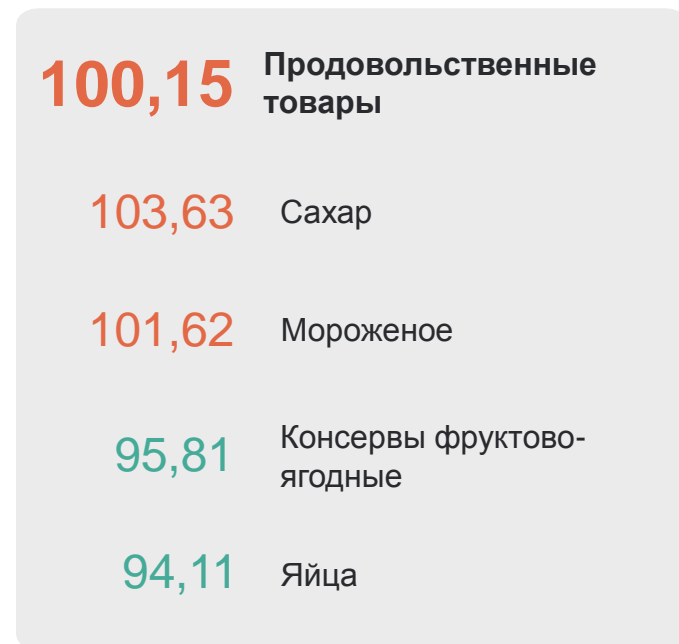 100,15 Продовольственные
товары
103,63 Сахар
101,62 Мороженое
95,81 Консервы фруктово-
ягодные
94,11 Яйца